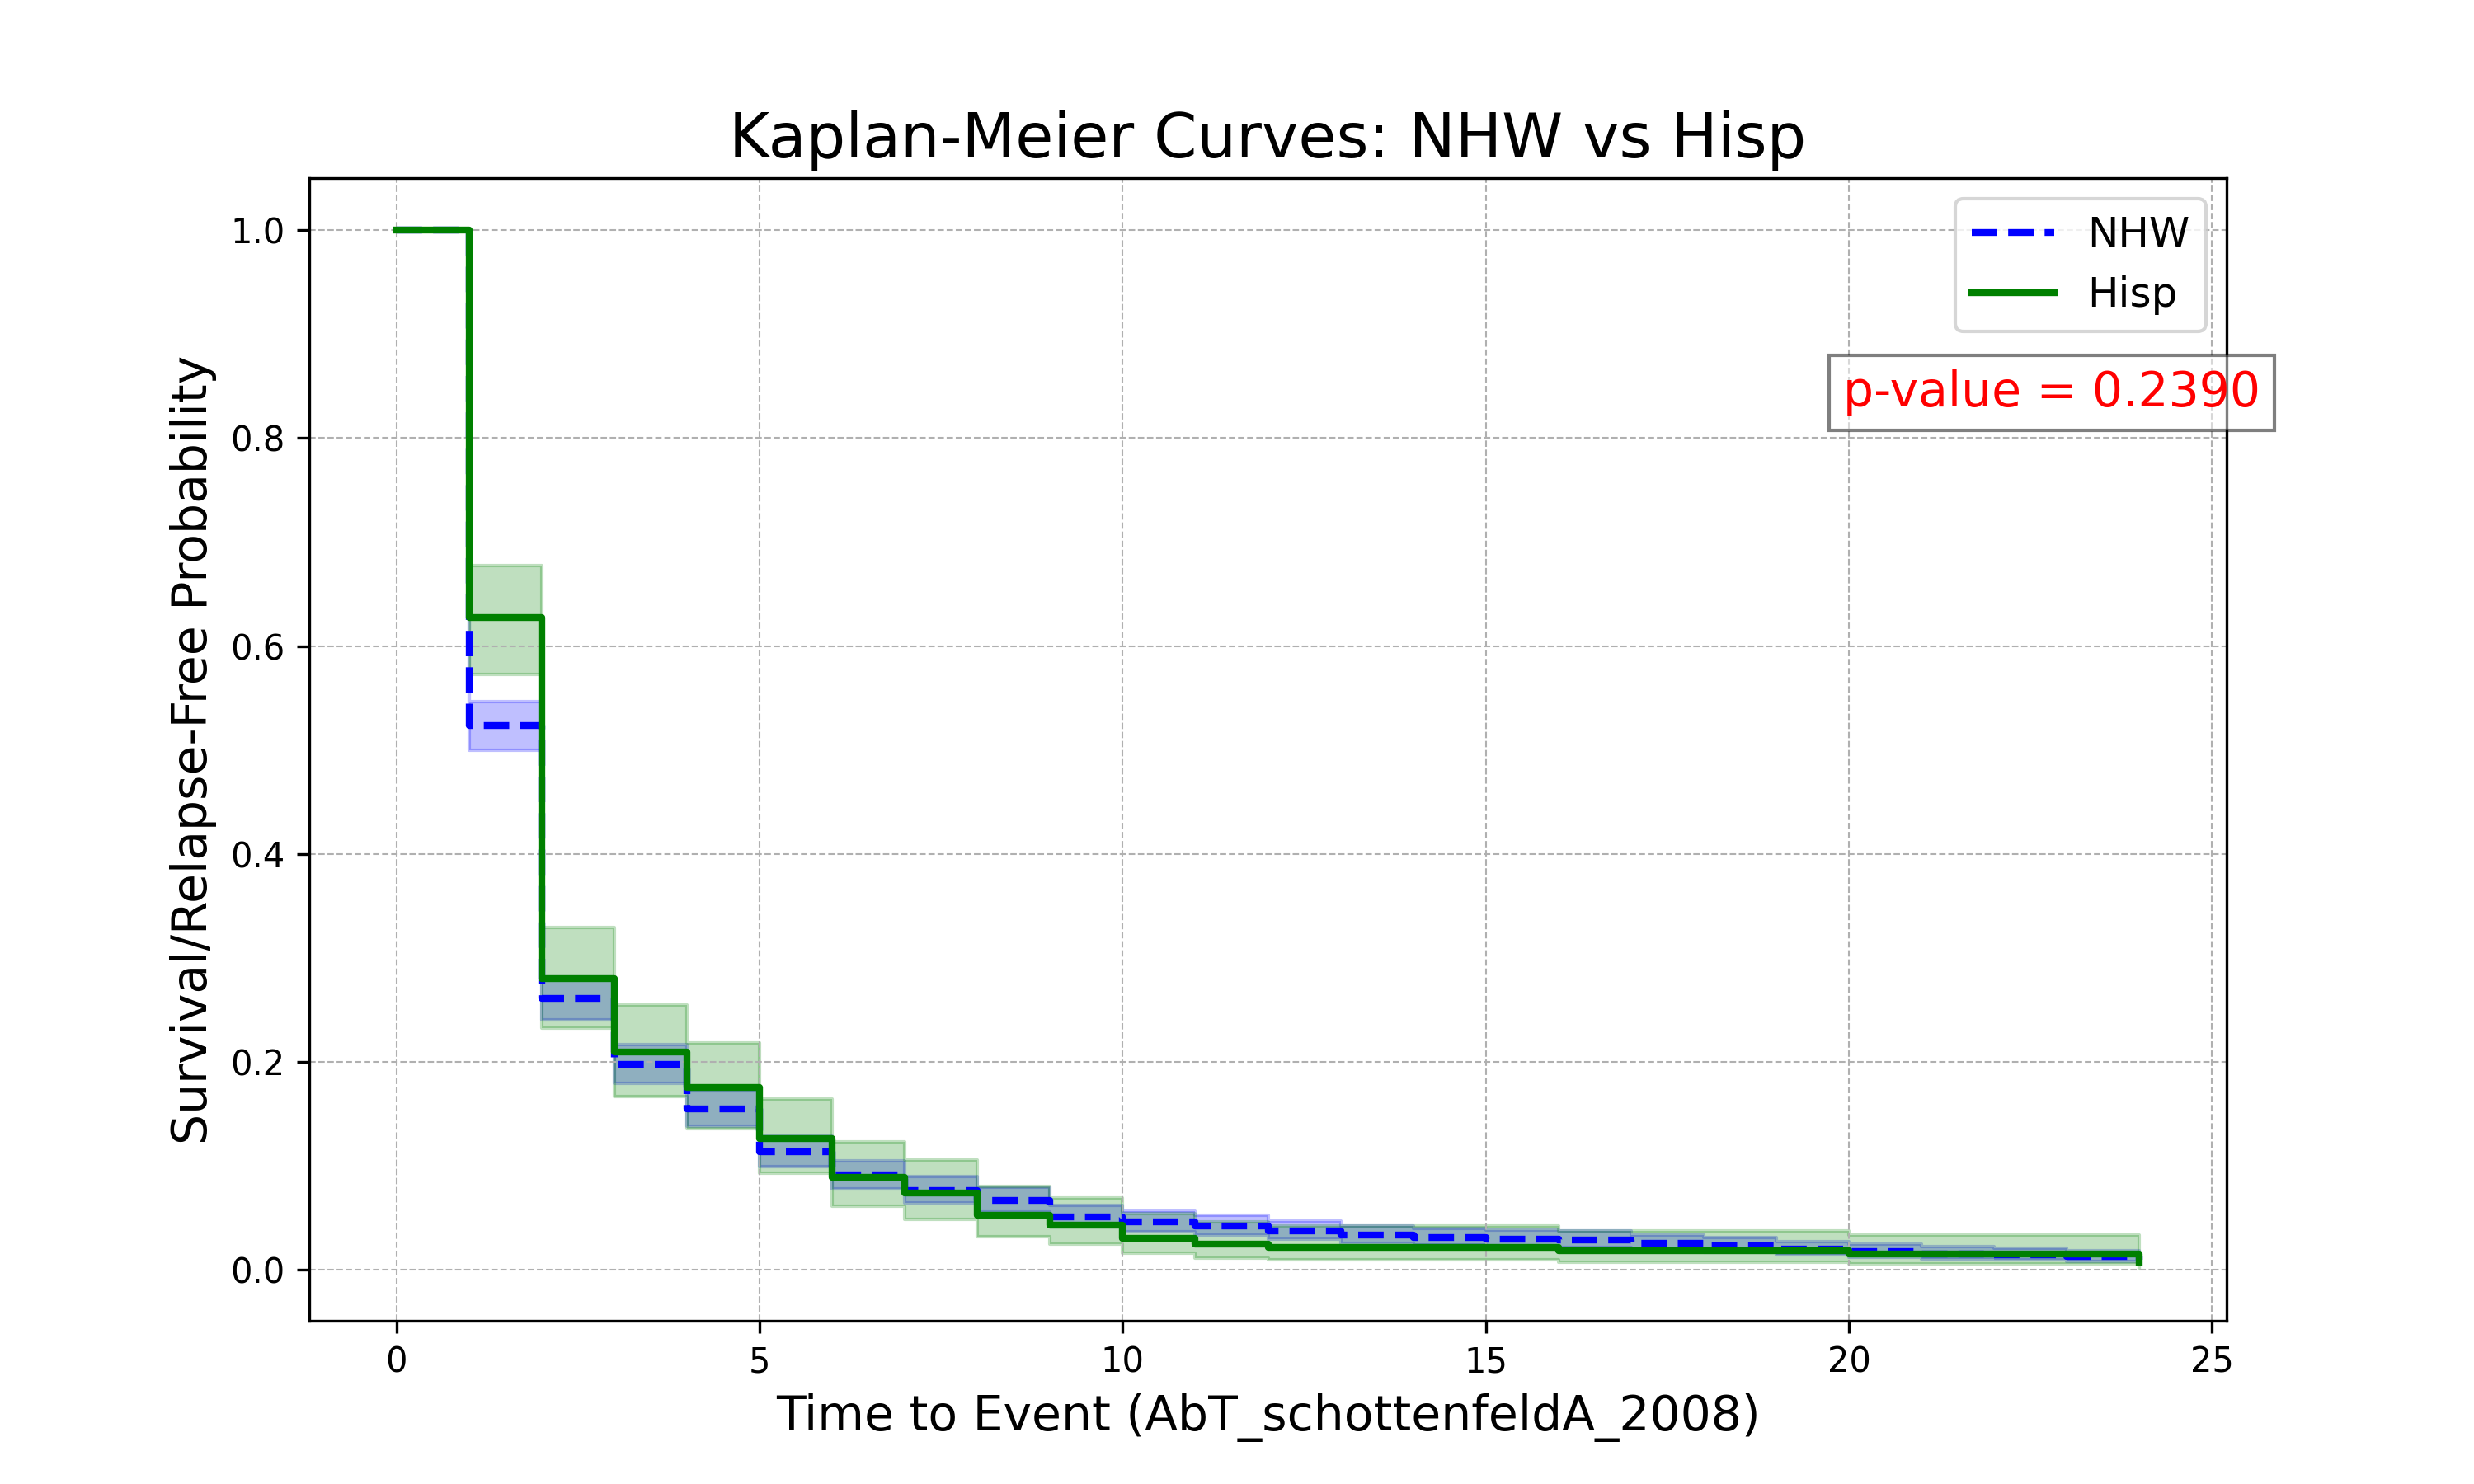 Kaplan-Meier Curves: NHW vs Hisp
Survival/Relapse-Free Probability
1.0
0.8
0.6
0.4
0.2
0.0
NHW
Hisp
p-value = 0.2390
0 5 10 15 20 25
Time to Event (AbT_schottenfeldA_2008)